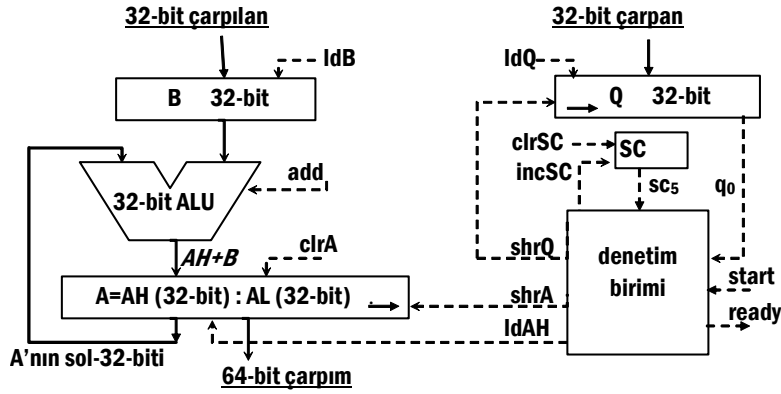 32-bit çarpılan
32-bit çarpan
ldB
ldQ
B 32-bit
Q 32-bit
clrSC
SC
incSC
add
32-bit ALU
sc5
q0
AH+B
clrA
shrQ
denetim
birimi
start
A=AH (32-bit) : AL (32-bit)
shrA
ready
ldAH
A'nın sol-32-biti
64-bit çarpım